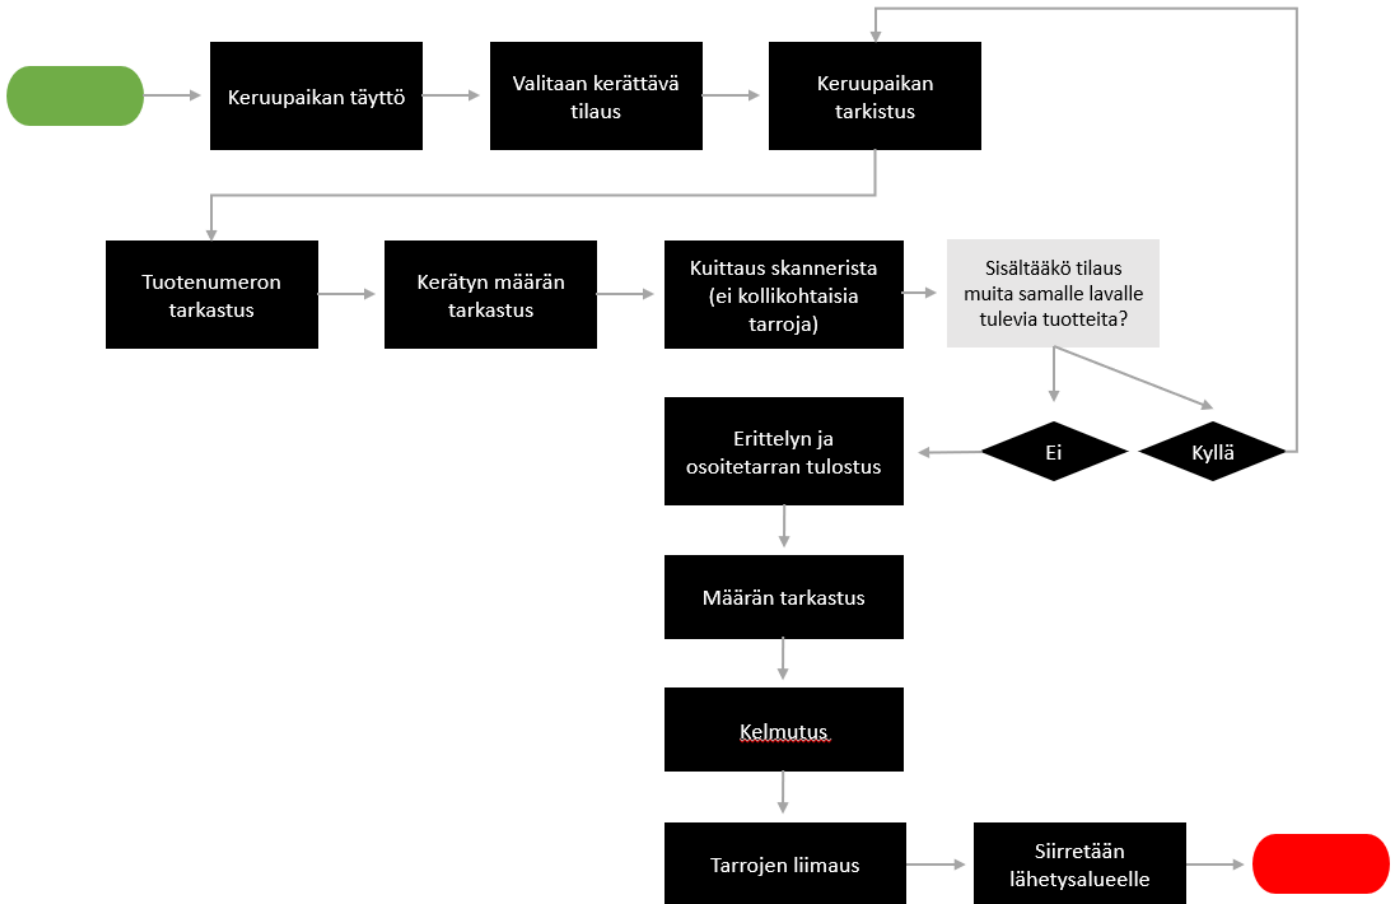 Keruupaikan täyttö
Valitaan kerättävä
tilaus
Keruupaikan
tarkistus
Tuotenumeron
tarkastus
Kerätyn määrän
tarkastus
Kuittaus skannerista
(ei kollikohtaisia
tarroja)
Sisältääkö tilaus
muita samalle lavalle
tulevia tuotteita?
Ei
Kyllä
Erittelyn ja
osoitetarran tulostus
Määrän tarkastus
Kelmutus
Tarrojen liimaus
Siirretään
lähetysalueelle